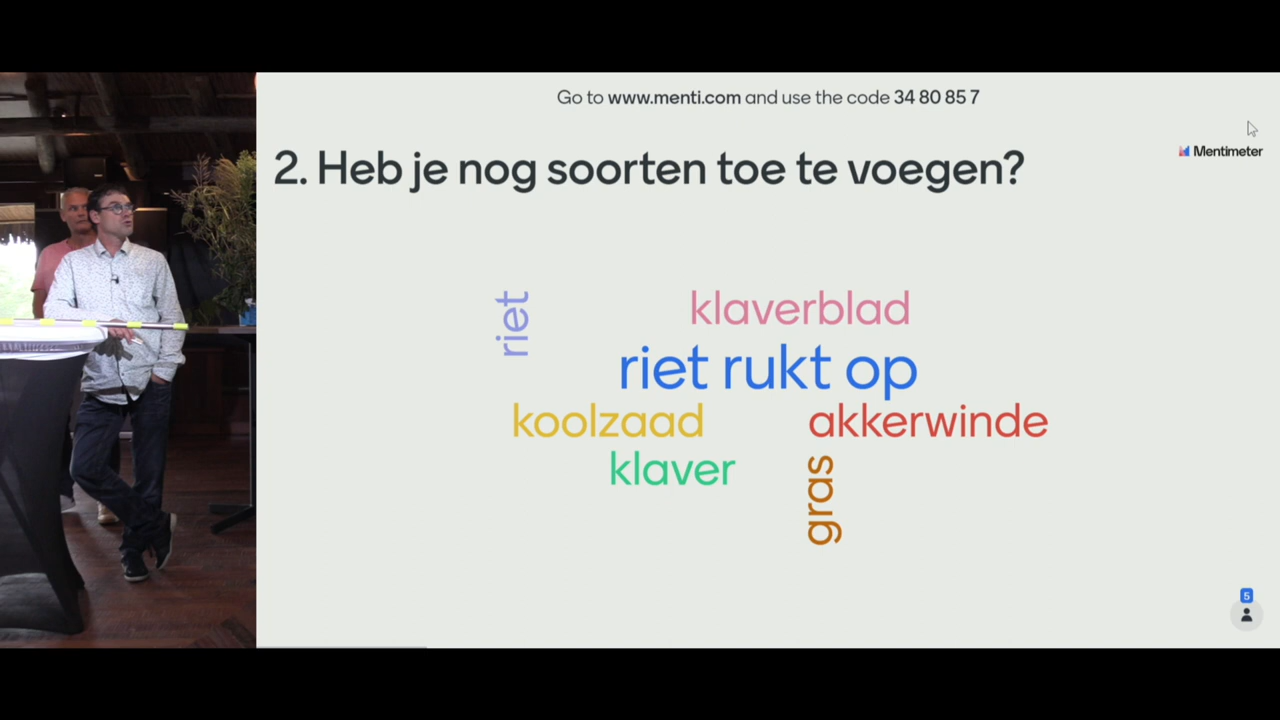 Go to www.menti.com and use the code 34 80 85 7
Mentimeter
2. Heb je nog soorten toe te voegen?
riet
klaverblad
riet rukt op
koolzaad
akkerwinde
klaver
gras
5